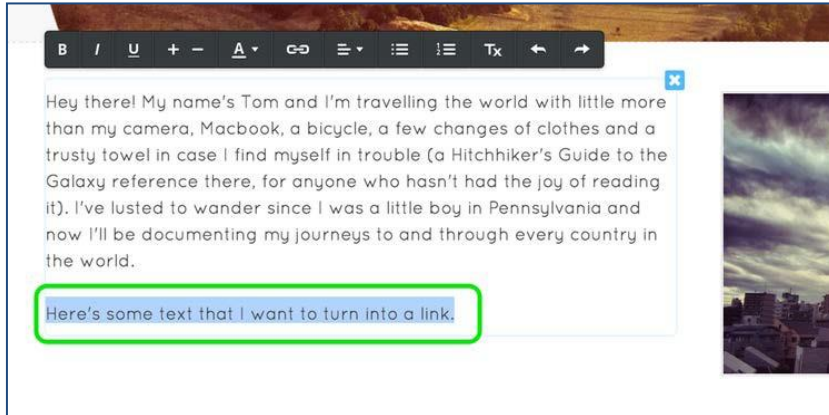 B I U + − A Tx
Hey there! My name's Tom and I'm travelling the world with little more
than my camera, Macbook, a bicycle, a few changes of clothes and a
trusty towel in case I find myself in trouble (a Hitchhiker's Guide to the
Galaxy reference there, for anyone who hasn't had the joy of reading
it). I've lusted to wander since I was a little boy in Pennsylvania and
now I'll be documenting my journeys to and through every country in
the world.
Here's some text that I want to turn into a link.